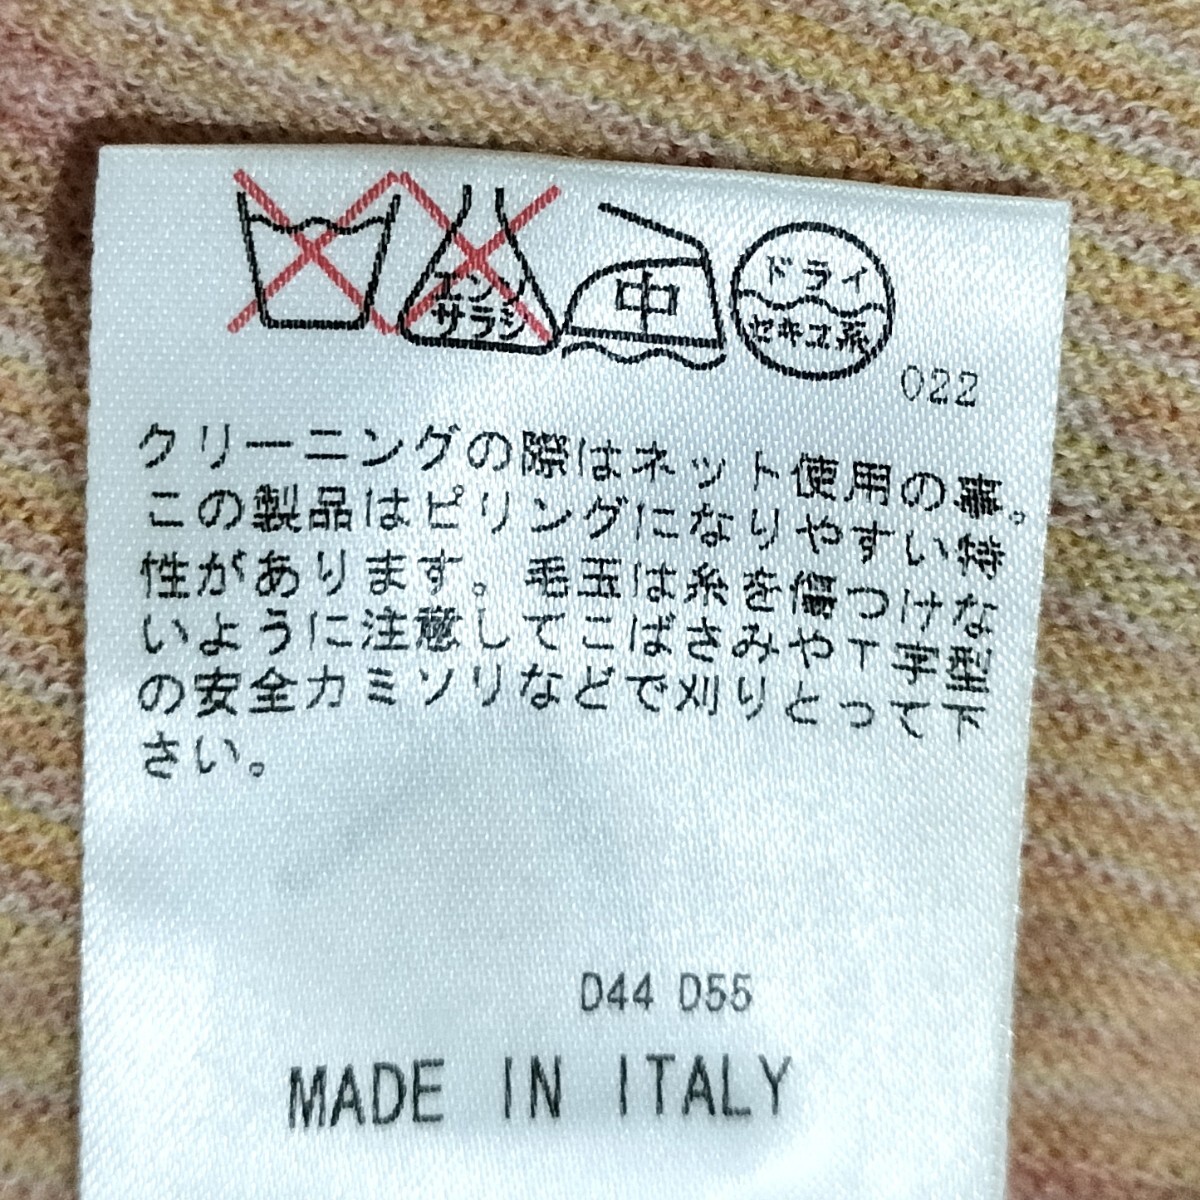 エンソ
サラシ
中
ドライ
セキユ系
022
クリーニングの際はネット使用の事。
この製品はピリングになりやすい特
性があります。毛玉は糸を傷つけな
いように注意してこばさみやT字型
の安全カミソリなどで刈りとって下
さい。
D44 D55
MADE IN ITALY